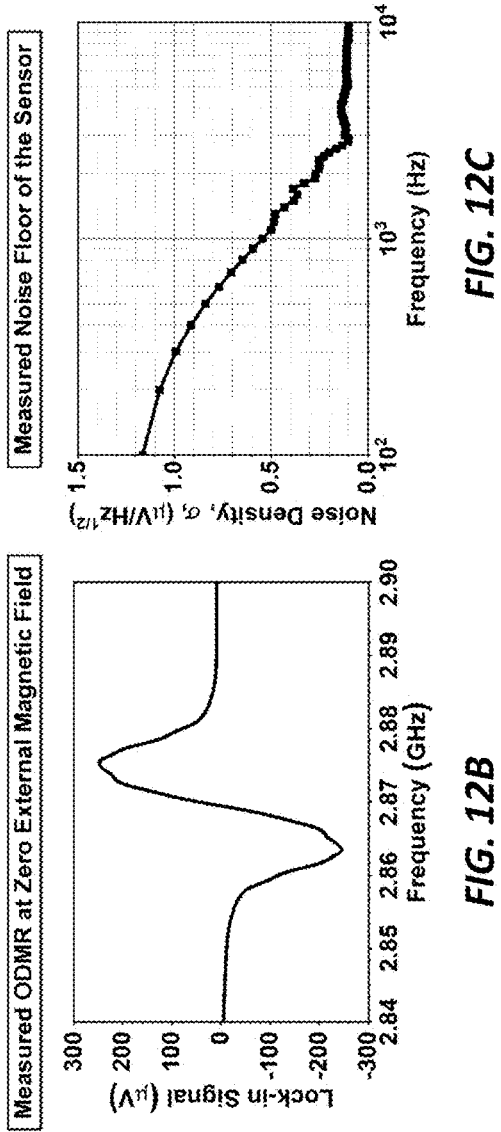 Measured ODMR at Zero External Magnetic Field
Lock-in Signal (μV)
300
200
100
0
-100
-200
-300
2.84
2.85
2.86
2.87
2.88
2.89
2.90
Frequency (GHz)
FIG. 12B
Measured Noise Floor of the Sensor
Noise Density, σ, (μV/Hz1/2)
1.5
1.0
0.5
0.0
10²
10³
10⁴
Frequency (Hz)
FIG. 12C